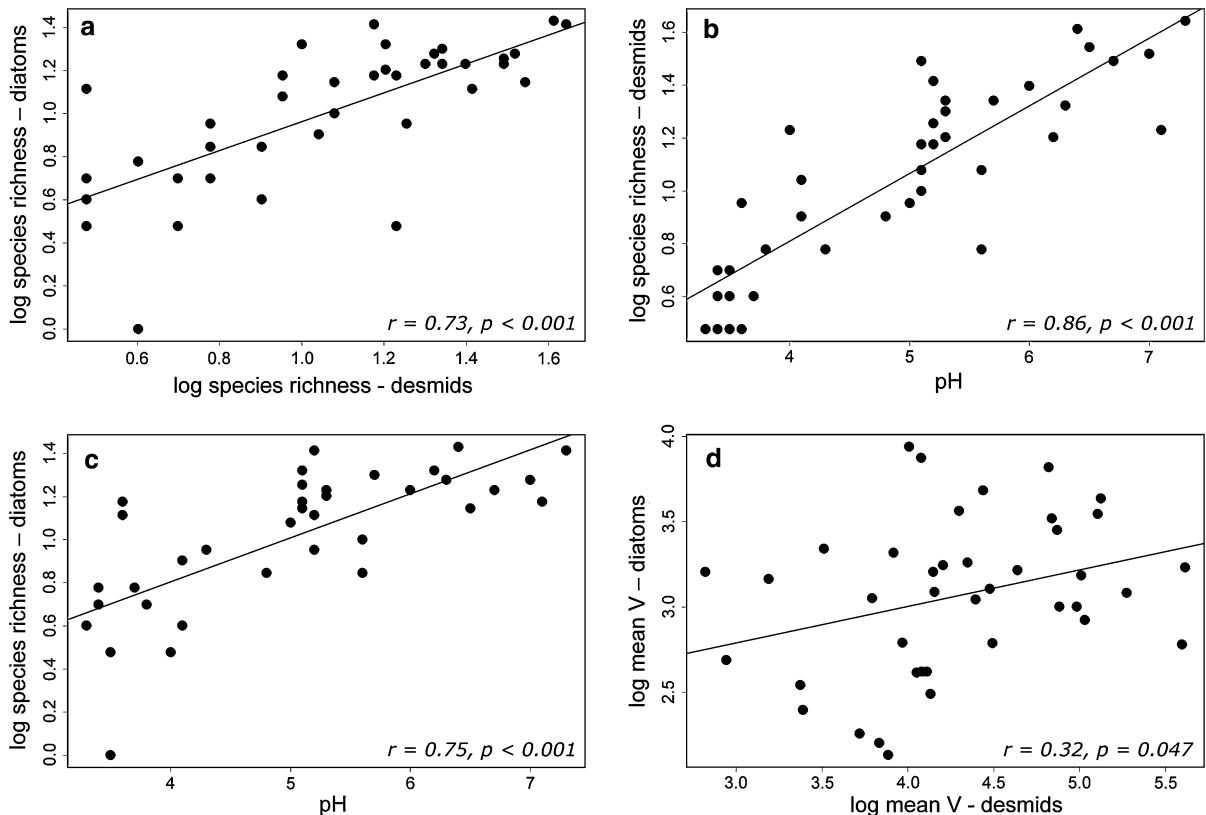 a
log species richness – diatoms
0.0 0.2 0.4 0.6 0.8 1.0 1.2 1.4
r = 0.73, p < 0.001
0.6 0.8 1.0 1.2 1.4 1.6
log species richness - desmids
b
log species richness – desmids
0.6 0.8 1.0 1.2 1.4 1.6
r = 0.86, p < 0.001
4 5 6 7
pH
c
log species richness – diatoms
0.0 0.2 0.4 0.6 0.8 1.0 1.2 1.4
r = 0.75, p < 0.001
4 5 6 7
pH
d
log mean V – diatoms
2.5 3.0 3.5 4.0
r = 0.32, p = 0.047
3.0 3.5 4.0 4.5 5.0 5.5
log mean V - desmids